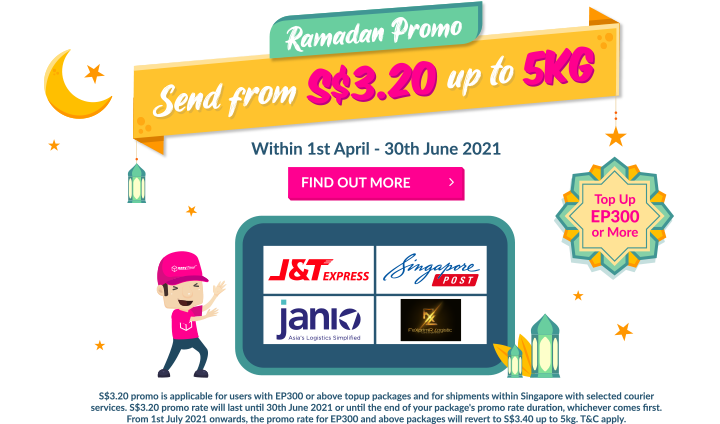 Ramadan Promo
Send from S$3.20 up to 5KG
Within 1st April - 30th June 2021
FIND OUT MORE
Top Up
EP300
or More
J&T EXPRESS
Singapore
POST
janio
Asia's Logistics Simplified
S$3.20 promo is applicable for users with EP300 or above topup packages and for shipments within Singapore with selected courier
services. S$3.20 promo rate will last until 30th June 2021 or until the end of your package's promo rate duration, whichever comes first.
From 1st July 2021 onwards, the promo rate for EP300 and above packages will revert to S$3.40 up to 5kg. T&C apply.